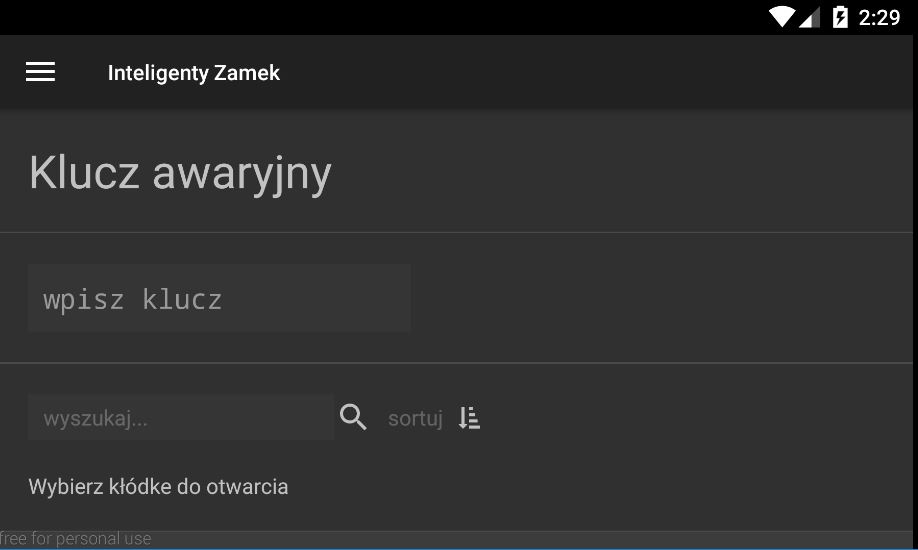 2:29
Inteligenty Zamek
Klucz awaryjny
wpisz klucz
wyszukaj... sortuj
Wybierz kłódke do otwarcia
free for personal use